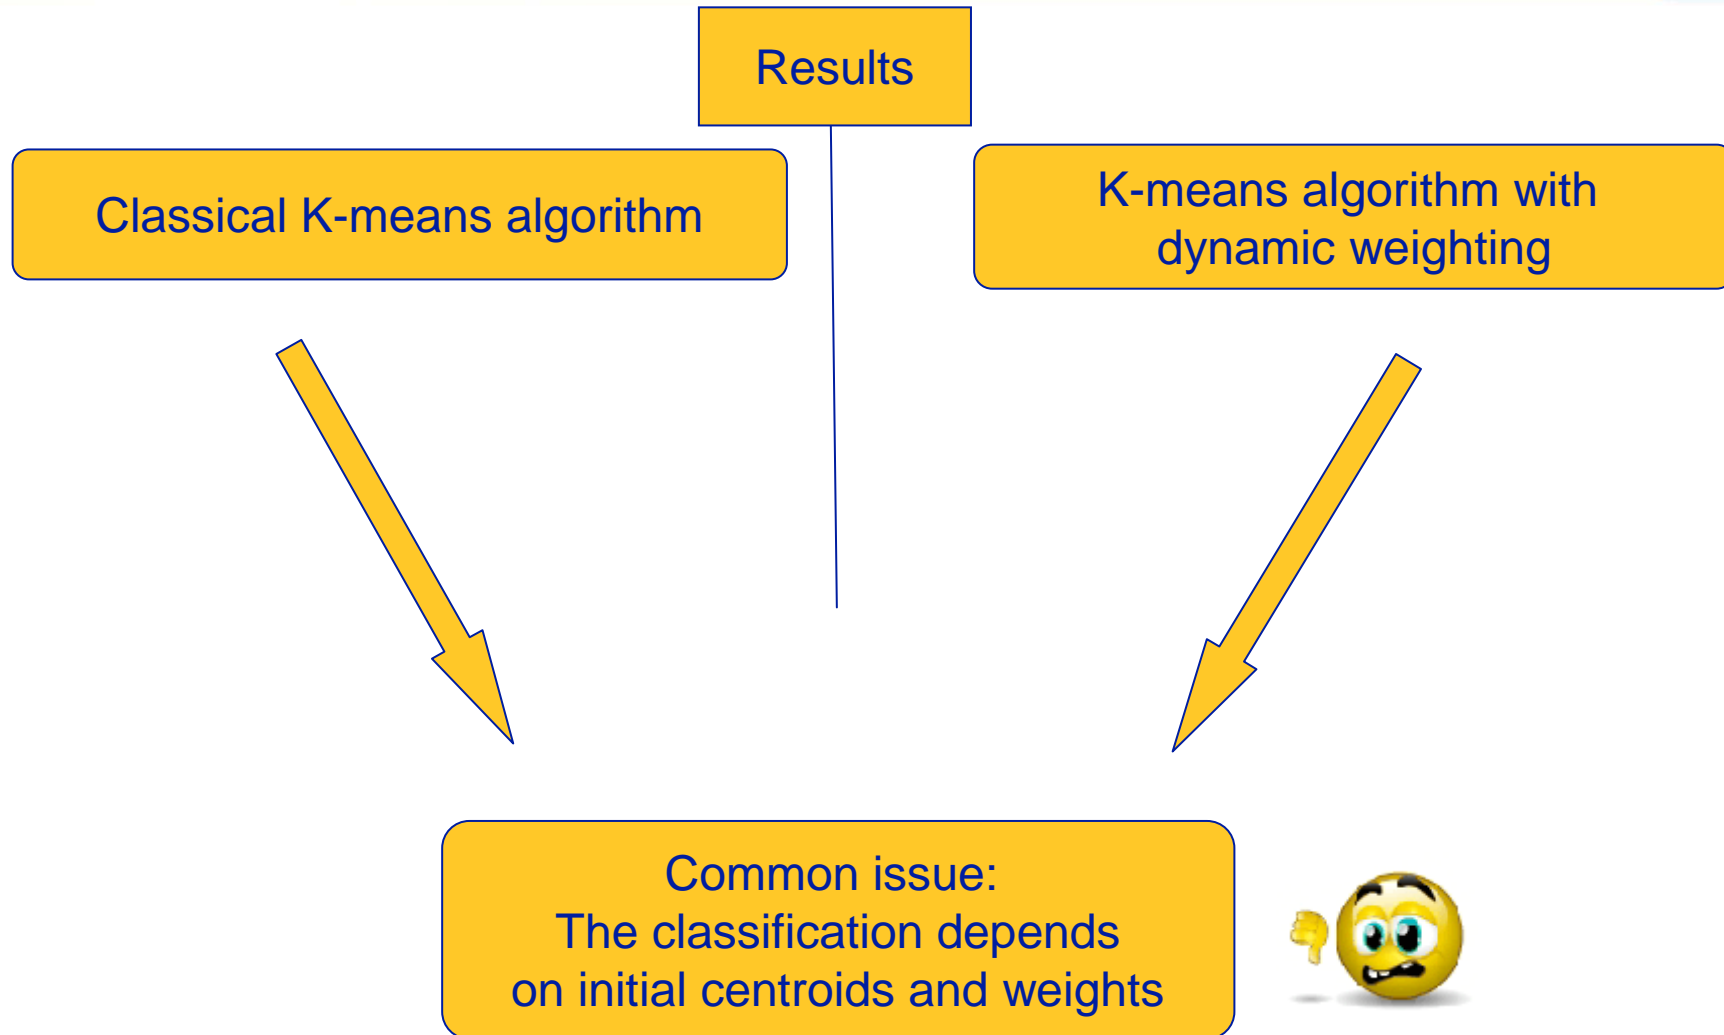 Results
Classical K-means algorithm
K-means algorithm with
dynamic weighting
Common issue:
The classification depends
on initial centroids and weights